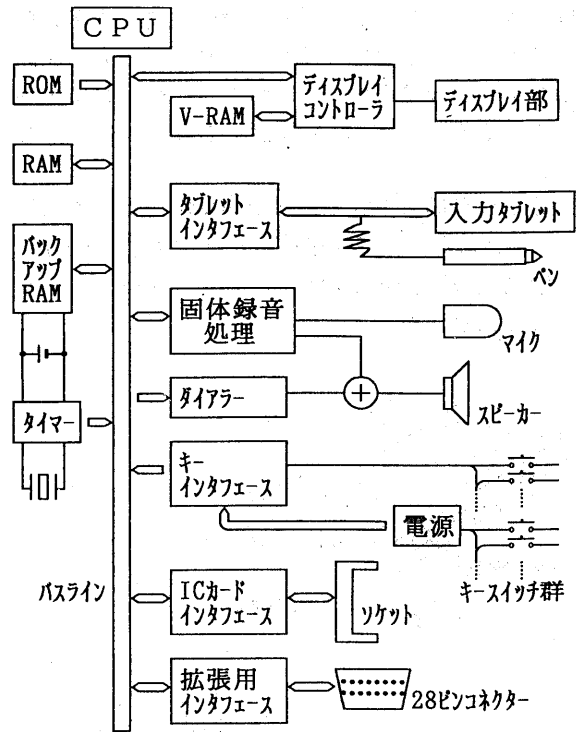 CPU
ROM
RAM
バック
アップ
RAM
タイマー
バスライン
ディスプレイ
コントローラ
ディスプレイ部
V-RAM
タブレット
インタフェース
入力タブレット
ペン
固体録音
処理
マイク
ダイアラー
スピーカー
キー
インタフェース
電源
キースイッチ群
ICカード
インタフェース
ソケット
拡張用
インタフェース
28ピンコネクター